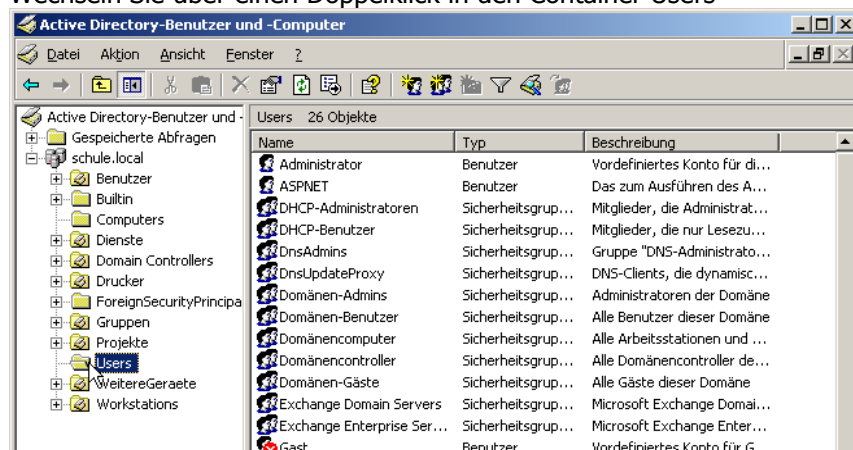 Wechseln Sie über einen Doppelklick in den Container Users
Active Directory-Benutzer und -Computer
Datei Aktion Ansicht Fenster ?
Active Directory-Benutzer und -
Gespeicherte Abfragen
schule.local
Benutzer
Builtin
Computers
Dienste
Domain Controllers
Drucker
ForeignSecurityPrincipa
Gruppen
Projekte
Users
WeitereGeraete
Workstations
Users 26 Objekte
Name Typ Beschreibung
Administrator Benutzer Vordefiniertes Konto für di...
ASPNET Benutzer Das zum Ausführen des A...
DHCP-Administratoren Sicherheitsgrup... Mitglieder, die Administrat...
DHCP-Benutzer Sicherheitsgrup... Mitglieder, die nur Lesezu...
DnsAdmins Sicherheitsgrup... Gruppe "DNS-Administrato...
DnsUpdateProxy Sicherheitsgrup... DNS-Clients, die dynamisc...
Domänen-Admins Sicherheitsgrup... Administratoren der Domäne
Domänen-Benutzer Sicherheitsgrup... Alle Benutzer dieser Domäne
Domänencomputer Sicherheitsgrup... Alle Arbeitsstationen und ...
Domänencontroller Sicherheitsgrup... Alle Domänencontroller de...
Domänen-Gäste Sicherheitsgrup... Alle Gäste dieser Domäne
Exchange Domain Servers Sicherheitsgrup... Microsoft Exchange Domai...
Exchange Enterprise Ser... Sicherheitsgrup... Microsoft Exchange Enter...
Gast Benutzer Vordefiniertes Konto für G...